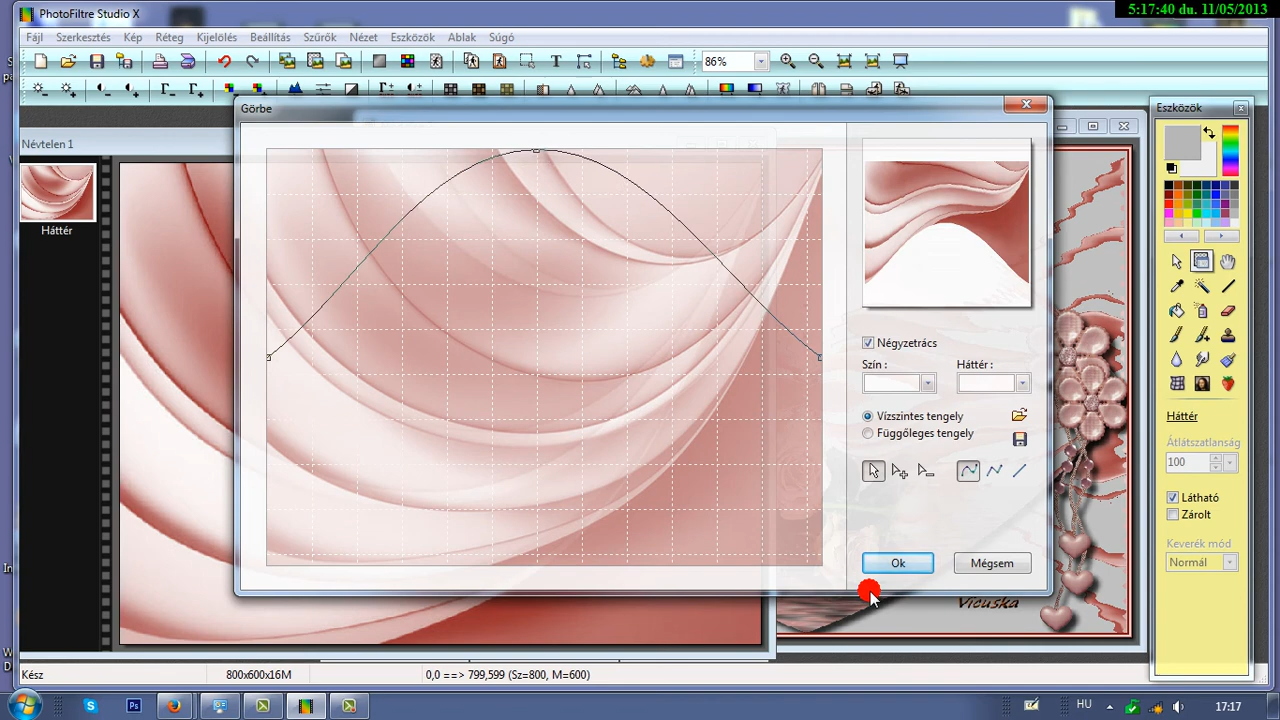 5:17:40 du. 11/05/2013
PhotoFiltre Studio X
Fájl Szerkesztés Kép Réteg Kijelölés Beállítás Szűrők Nézet Eszközök Ablak Súgó
86%
Görbe
Eszközök
Névtelen 1
Háttér
Négyzetrács
Szín : Háttér :
Vízszintes tengely
Függőleges tengely
Ok Mégsem
Háttér
Átlátszatlanság
100
Látható
Zárolt
Keverék mód
Normál
Vicuska
Kész 800x600x16M 0,0 ==> 799,599 (Sz=800, M=600)
Ps HU 17:17